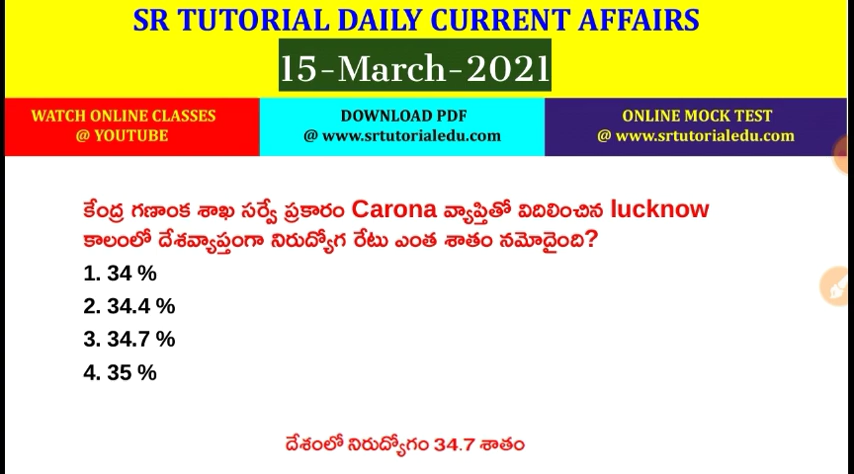 SR TUTORIAL DAILY CURRENT AFFAIRS
15-March-2021
WATCH ONLINE CLASSES
@ YOUTUBE
DOWNLOAD PDF
@ www.srtutorialedu.com
ONLINE MOCK TEST
@ www.srtutorialedu.com
కేంద్ర గణాంక శాఖ సర్వే ప్రకారం Carona వ్యాప్తితో విదిలించిన lucknow
కాలంలో దేశవ్యాప్తంగా నిరుద్యోగ రేటు ఎంత శాతం నమోదైంది?
1. 34 %
2. 34.4 %
3. 34.7 %
4. 35 %
దేశంలో నిరుద్యోగం 34.7 శాతం